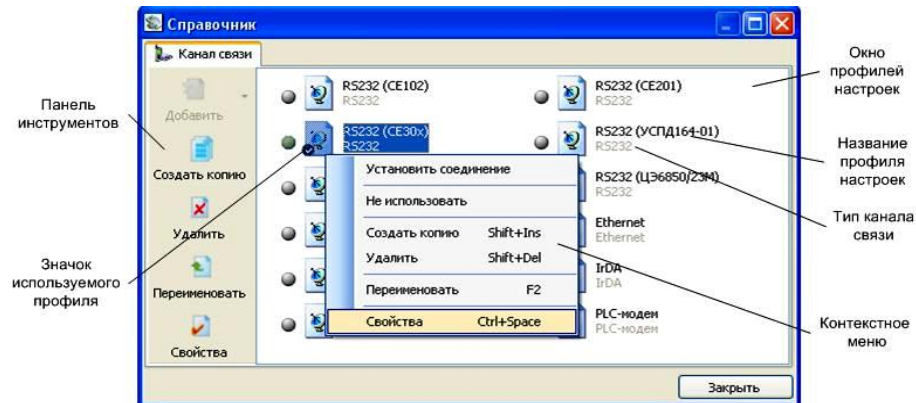 Справочник
Канал связи
Добавить
Создать копию
Удалить
Переименовать
Свойства
RS232 (CE102)
RS232
RS232 (CE30x)
RS232
RS232 (CE201)
RS232
RS232 (УСПД164-01)
RS232
RS232 (ЦЭ6850/23М)
RS232
Ethernet
Ethernet
IrDA
IrDA
PLC-модем
PLC-модем
Установить соединение
Не использовать
Создать копию Shift+Ins
Удалить Shift+Del
Переименовать F2
Свойства Ctrl+Space
Закрыть
Панель
инструментов
Значок
используемого
профиля
Окно
профилей
настроек
Название
профиля
настроек
Тип канала
связи
Контекстное
меню